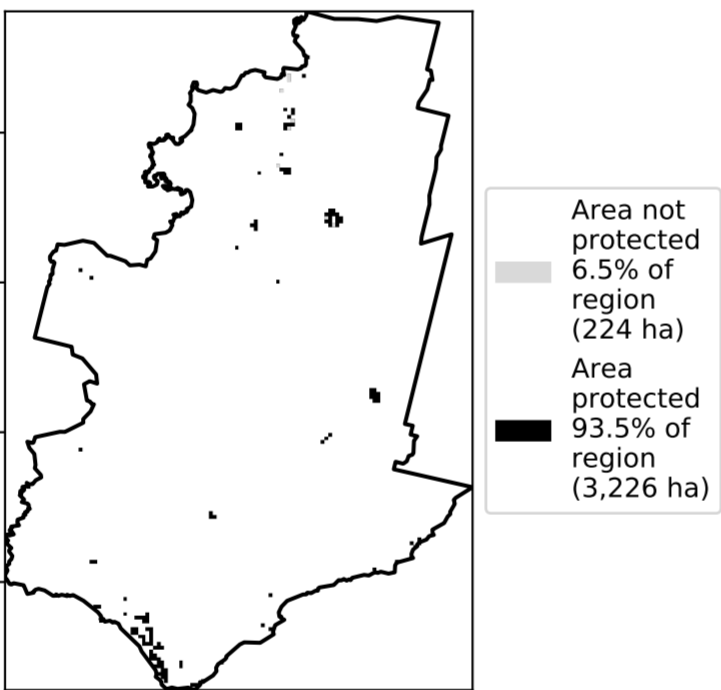 Area not
protected
6.5% of
region
(224 ha)
Area
protected
93.5% of
region
(3,226 ha)